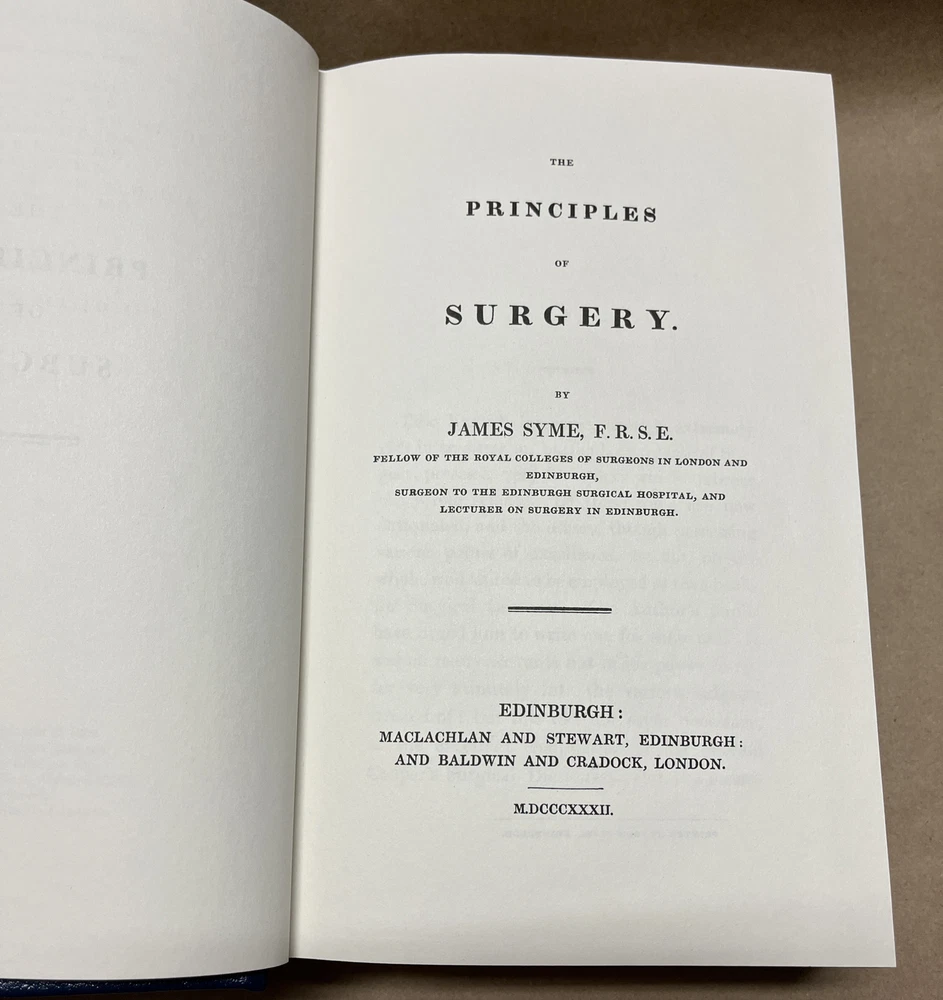 THE
PRINCIPLES
OF
SURGERY.
BY
JAMES SYME, F. R. S. E.
FELLOW OF THE ROYAL COLLEGES OF SURGEONS IN LONDON AND
EDINBURGH,
SURGEON TO THE EDINBURGH SURGICAL HOSPITAL, AND
LECTURER ON SURGERY IN EDINBURGH.
EDINBURGH:
MACLACHLAN AND STEWART, EDINBURGH:
AND BALDWIN AND CRADOCK, LONDON.
M.DCCCXXXII.